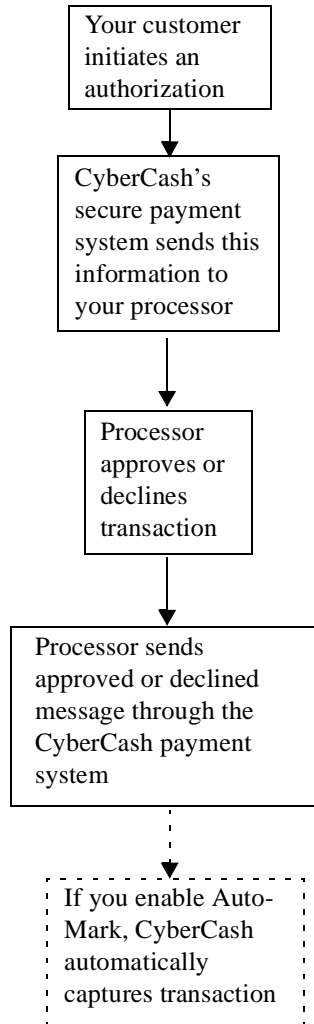 Your customer
initiates an
authorization
CyberCash’s
secure payment
system sends this
information to
your processor
Processor
approves or
declines
transaction
Processor sends
approved or declined
message through the
CyberCash payment
system
If you enable Auto-
Mark, CyberCash
automatically
captures transaction